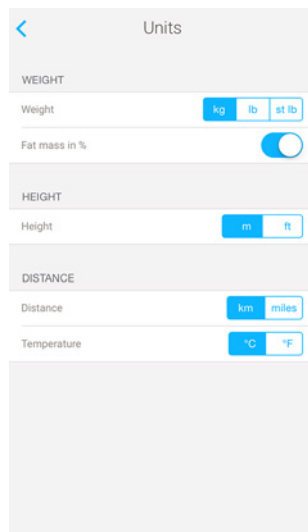 Units
WEIGHT
Weight kg lb st lb
Fat mass in %
HEIGHT
Height m ft
DISTANCE
Distance km miles
Temperature °C °F